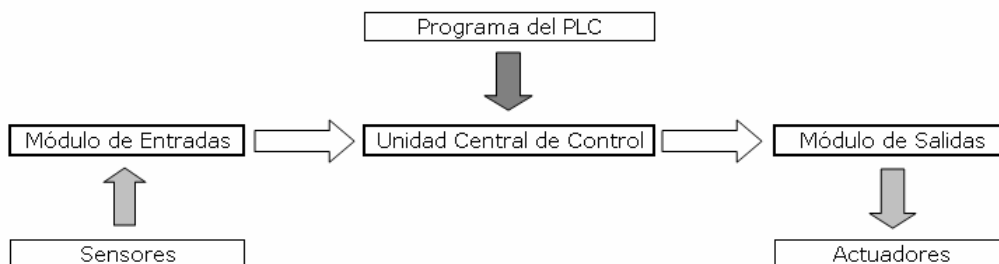 Programa del PLC
Módulo de Entradas
Unidad Central de Control
Módulo de Salidas
Sensores
Actuadores